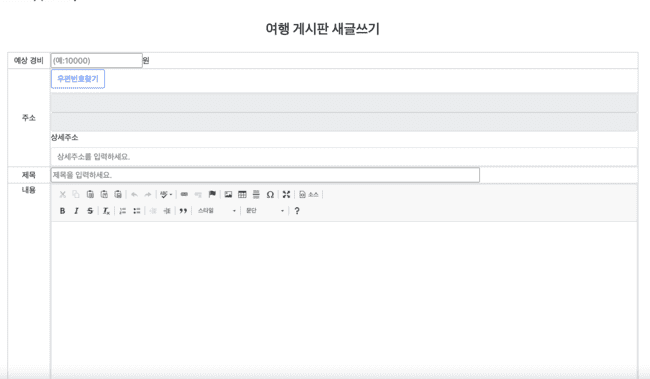 여행 게시판 새글쓰기
예상 경비 (예:10000) 원
우편번호찾기
주소
상세주소
상세주소를 입력하세요.
제목 제목을 입력하세요.
내용
소스
B I S Tx 스타일 문단 ?